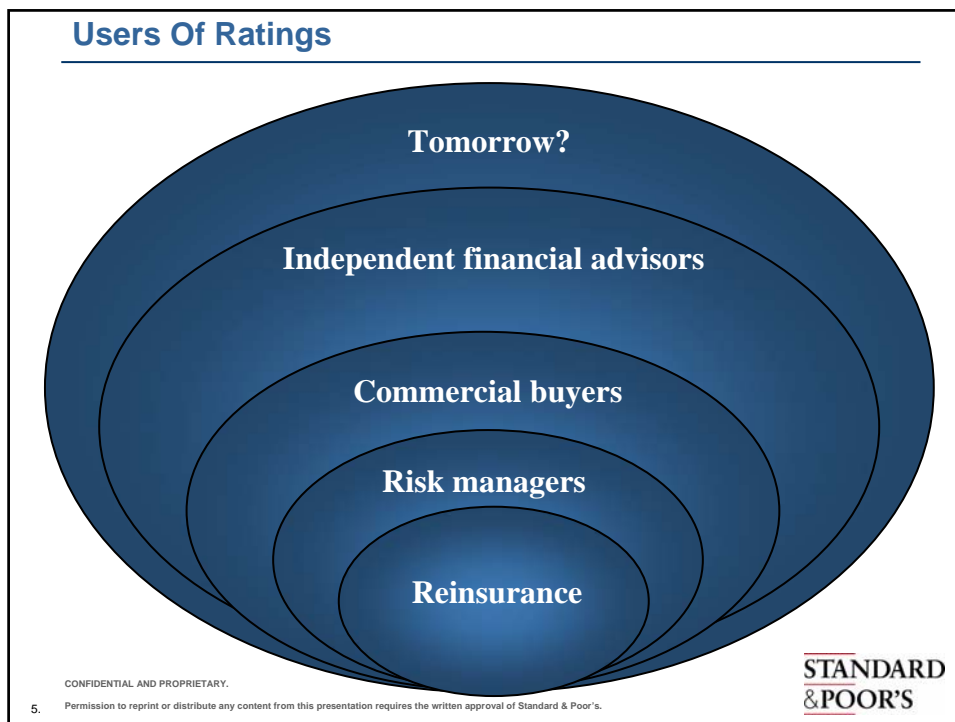 Users Of Ratings
Tomorrow?
Independent financial advisors
Commercial buyers
Risk managers
Reinsurance
CONFIDENTIAL AND PROPRIETARY.
5. Permission to reprint or distribute any content from this presentation requires the written approval of Standard & Poor's.
STANDARD
&POOR'S